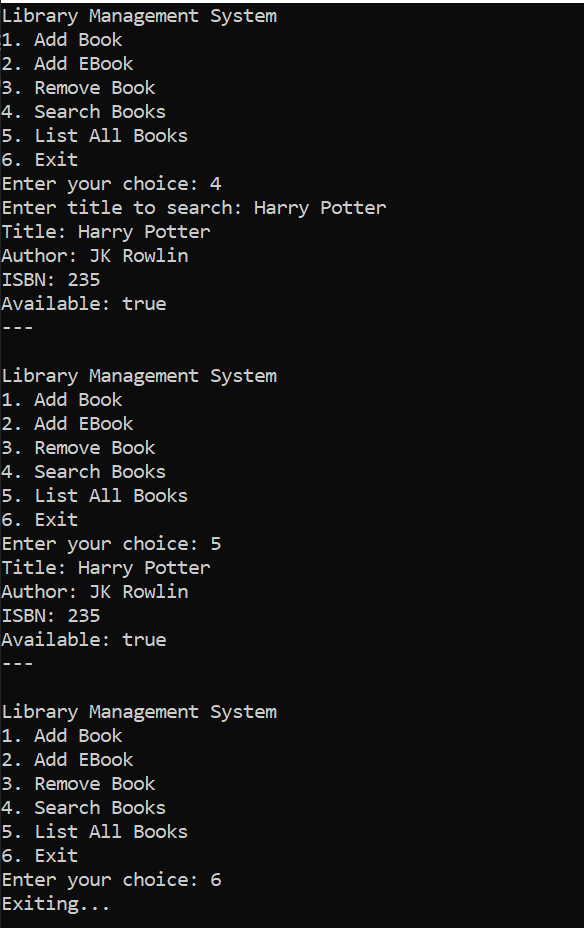 Library Management System
1. Add Book
2. Add EBook
3. Remove Book
4. Search Books
5. List All Books
6. Exit
Enter your choice: 4
Enter title to search: Harry Potter
Title: Harry Potter
Author: JK Rowlin
ISBN: 235
Available: true
---

Library Management System
1. Add Book
2. Add EBook
3. Remove Book
4. Search Books
5. List All Books
6. Exit
Enter your choice: 5
Title: Harry Potter
Author: JK Rowlin
ISBN: 235
Available: true
---

Library Management System
1. Add Book
2. Add EBook
3. Remove Book
4. Search Books
5. List All Books
6. Exit
Enter your choice: 6
Exiting...